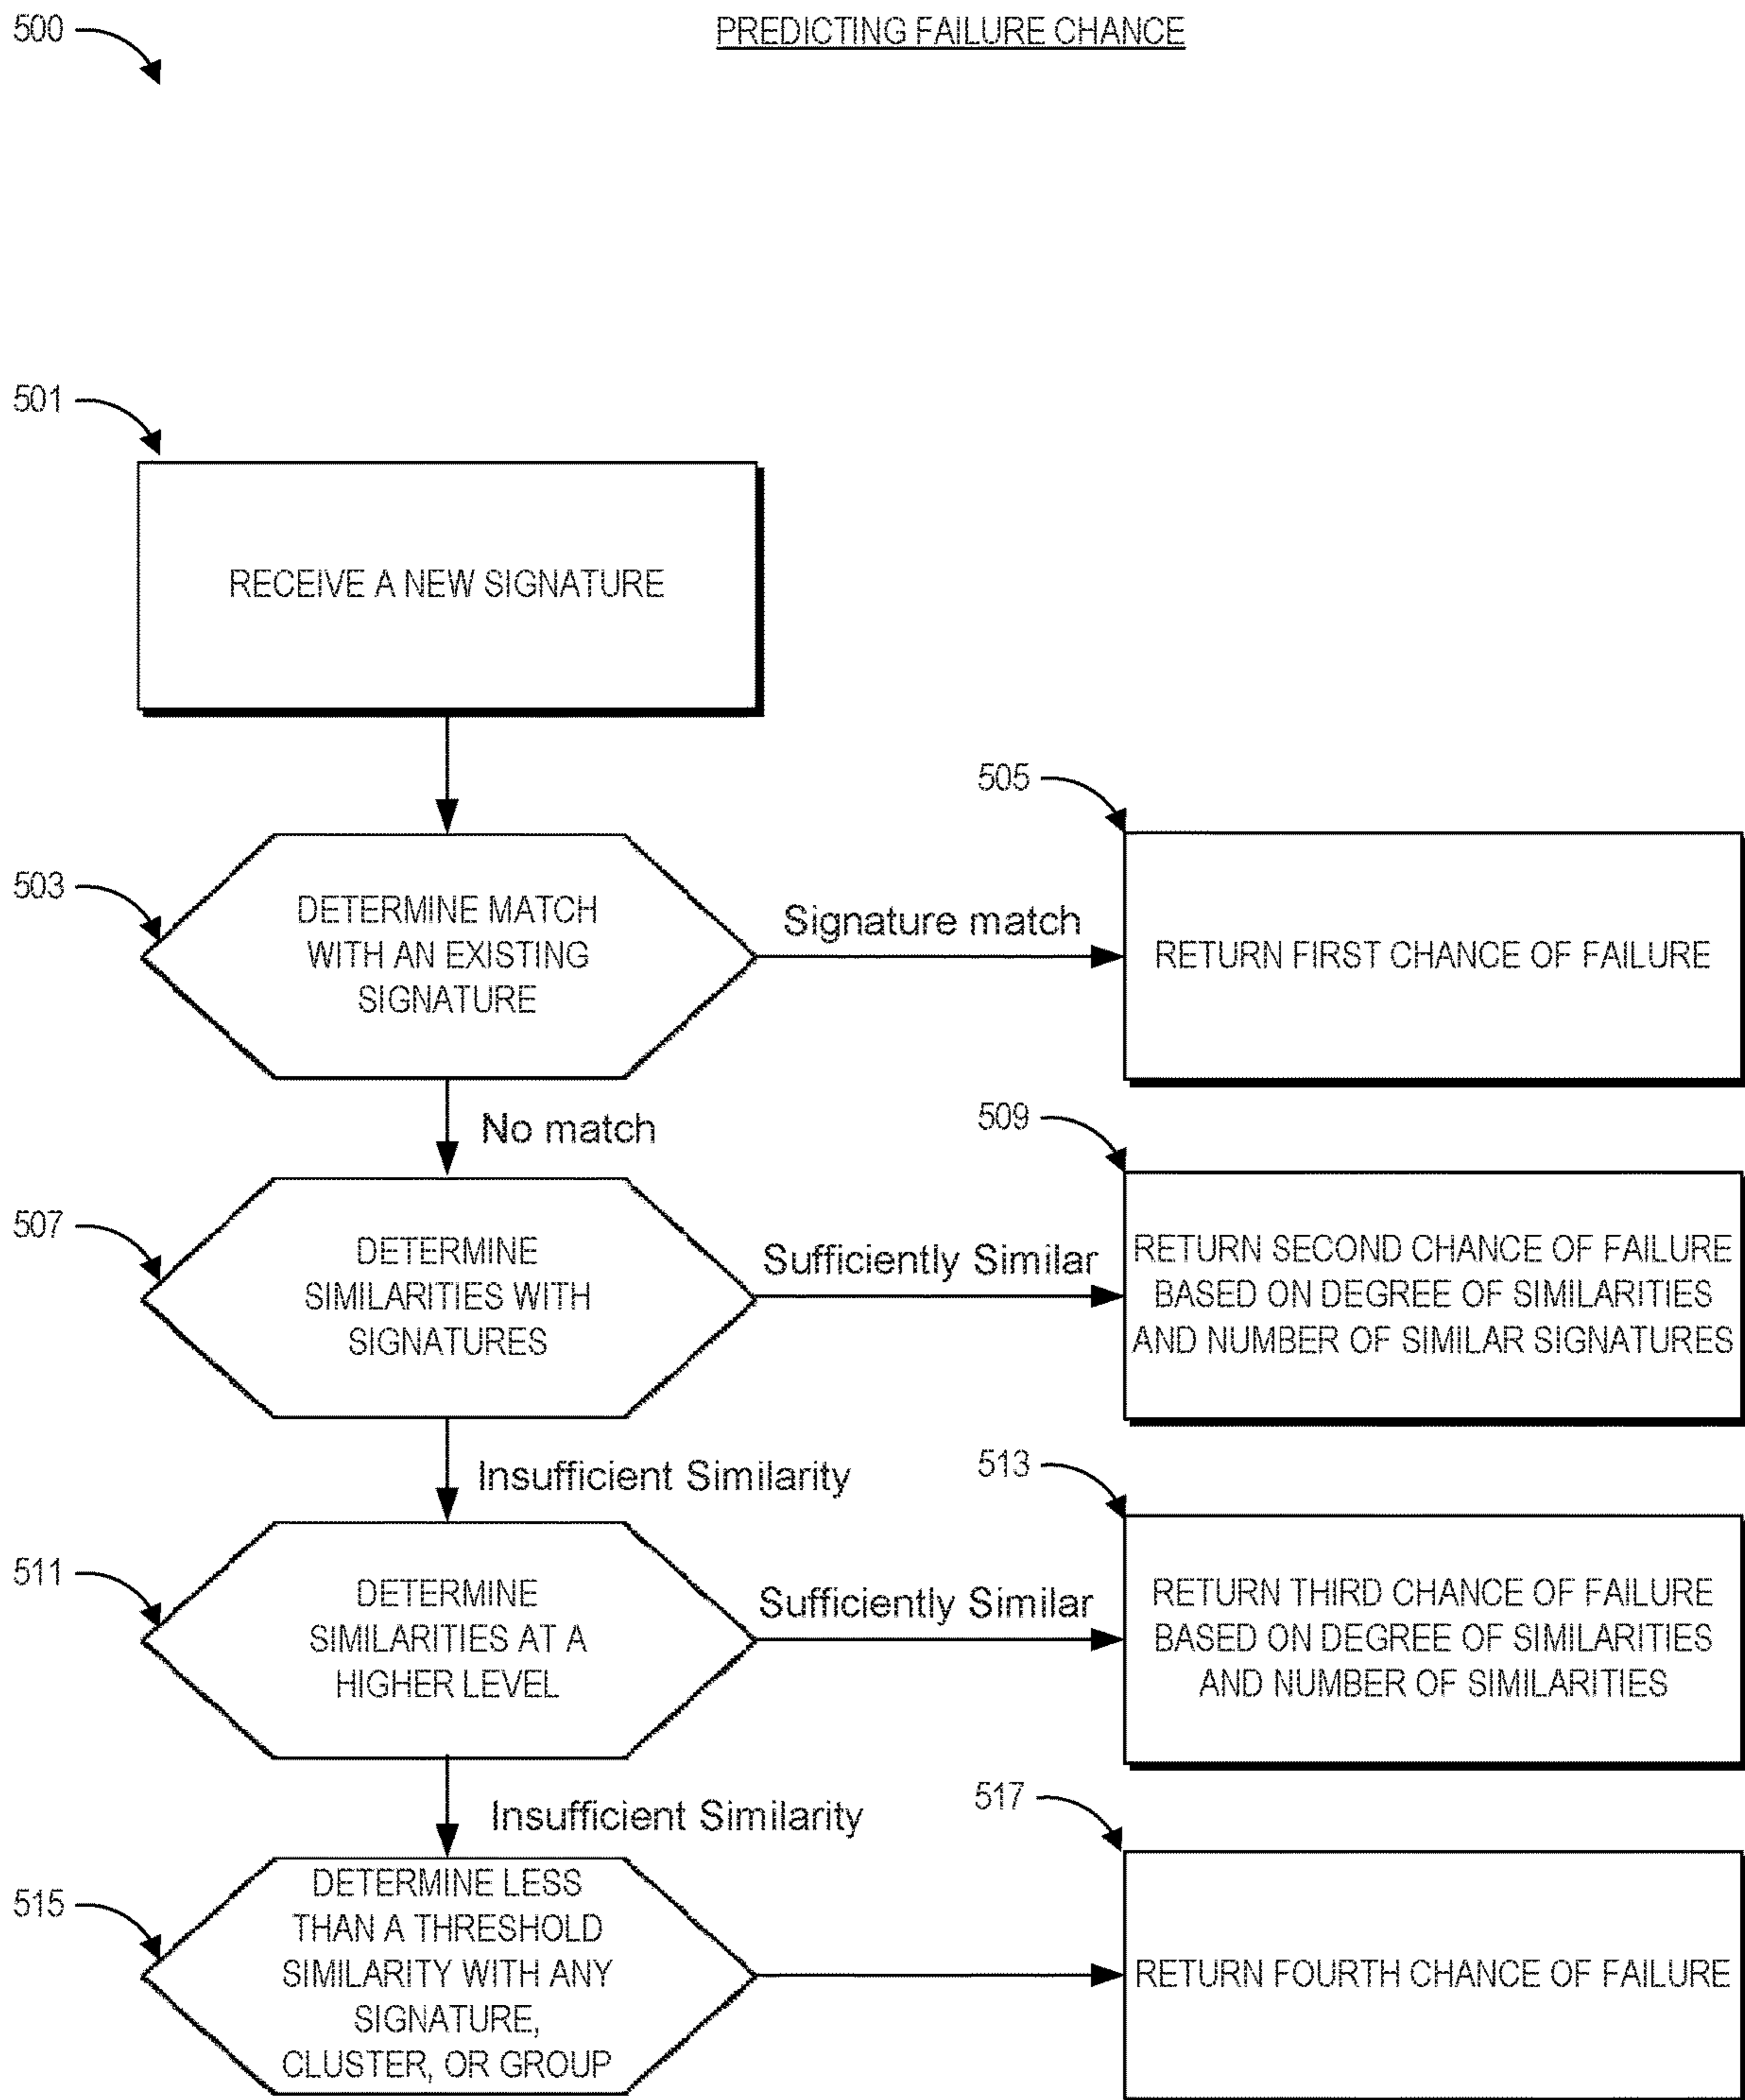 500
PREDICTING FAILURE CHANCE
501
RECEIVE A NEW SIGNATURE
503
DETERMINE MATCH
WITH AN EXISTING
SIGNATURE
Signature match
505
RETURN FIRST CHANCE OF FAILURE
No match
507
DETERMINE
SIMILARITIES WITH
SIGNATURES
Sufficiently Similar
509
RETURN SECOND CHANCE OF FAILURE
BASED ON DEGREE OF SIMILARITIES
AND NUMBER OF SIMILAR SIGNATURES
Insufficient Similarity
511
DETERMINE
SIMILARITIES AT A
HIGHER LEVEL
Sufficiently Similar
513
RETURN THIRD CHANCE OF FAILURE
BASED ON DEGREE OF SIMILARITIES
AND NUMBER OF SIMILARITIES
Insufficient Similarity
515
DETERMINE LESS
THAN A THRESHOLD
SIMILARITY WITH ANY
SIGNATURE,
CLUSTER, OR GROUP
517
RETURN FOURTH CHANCE OF FAILURE